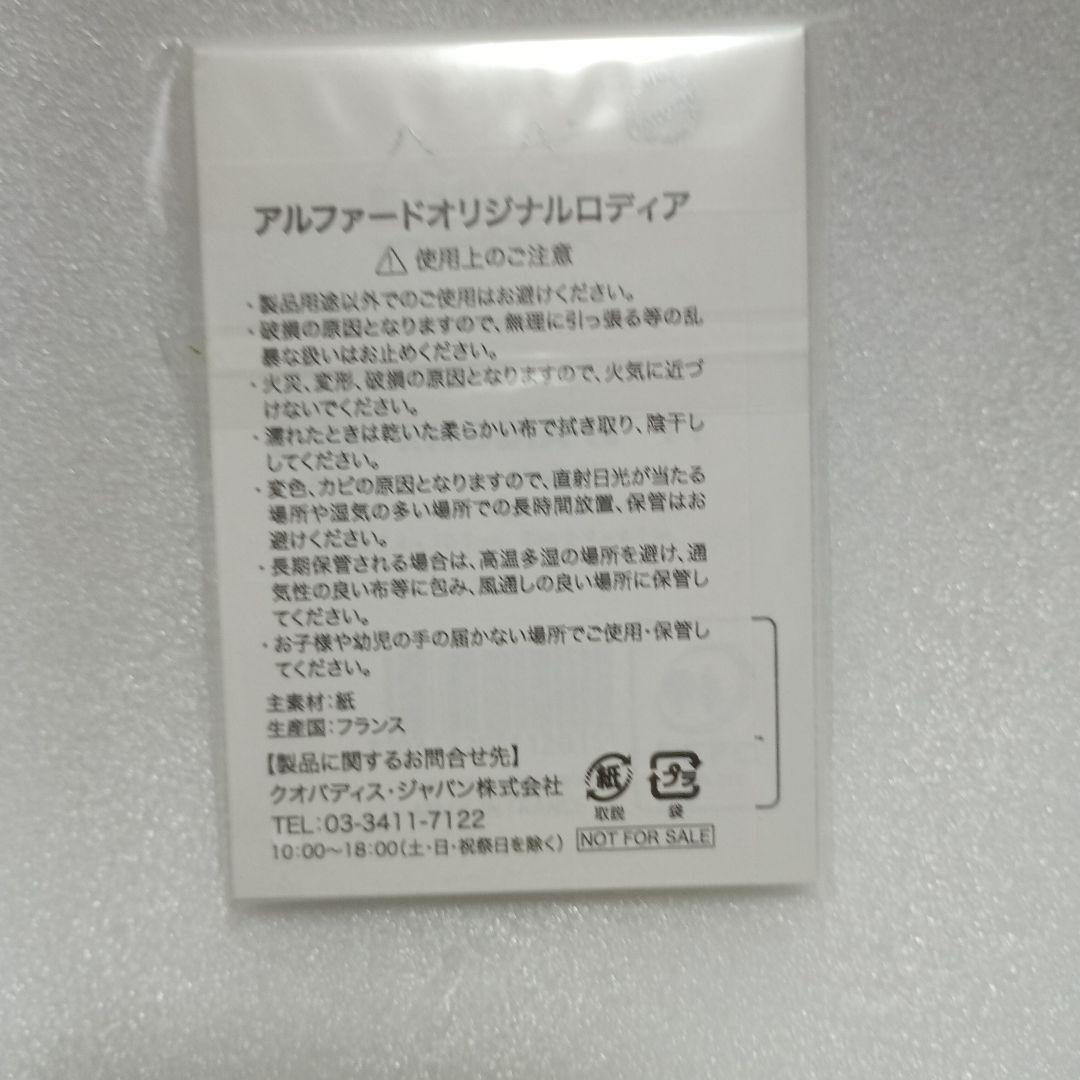 アルファードオリジナルロディア
使用上のご注意
・製品用途以外でのご使用はお避けください。
・破損の原因となりますので、無理に引っ張る等の乱
暴な扱いはお止めください。
・火災、変形、破損の原因となりますので、火気に近づ
けないでください。
・濡れたときは乾いた柔らかい布で拭き取り、陰干し
してください。
・変色、カビの原因となりますので、直射日光が当たる
場所や湿気の多い場所での長時間放置、保管はお
避けください。
・長期保管される場合は、高温多湿の場所を避け、通
気性の良い布等に包み、風通しの良い場所に保管し
てください。
・お子様や幼児の手の届かない場所でご使用・保管し
てください。
主素材:紙
生産国:フランス
【製品に関するお問合せ先】
クオバディス・ジャパン株式会社
TEL:03-3411-7122
10:00〜18:00(土・日・祝祭日を除く)
紙
取説
プラ
袋
NOT FOR SALE